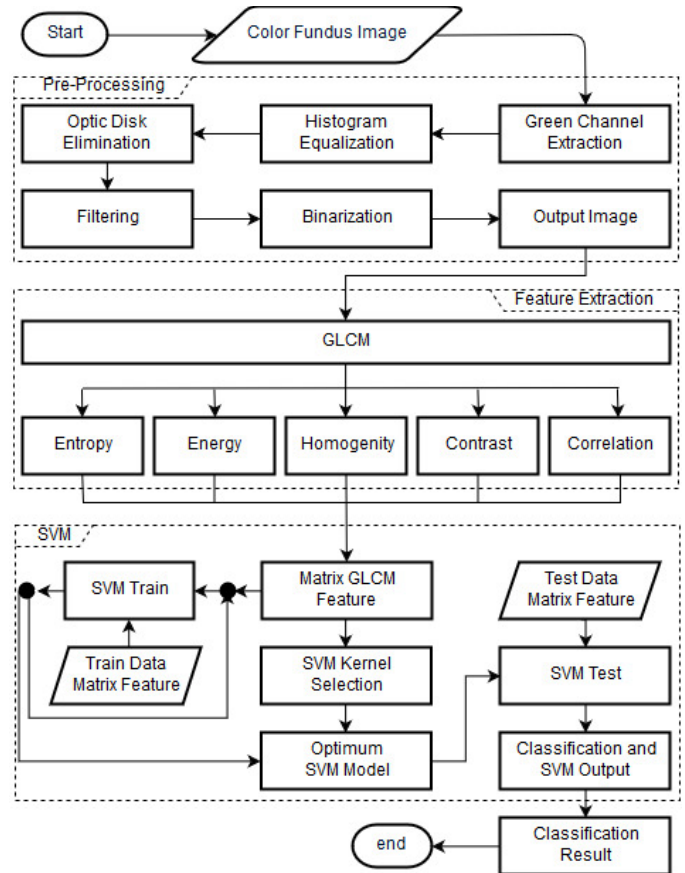 Start
Color Fundus Image
Pre-Processing
Optic Disk
Elimination
Histogram
Equalization
Green Channel
Extraction
Filtering
Binarization
Output Image
Feature Extraction
GLCM
Entropy
Energy
Homogenity
Contrast
Correlation
SVM
SVM Train
Matrix GLCM
Feature
Test Data
Matrix Feature
Train Data
Matrix Feature
SVM Kernel
Selection
SVM Test
Optimum
SVM Model
Classification and
SVM Output
end
Classification
Result